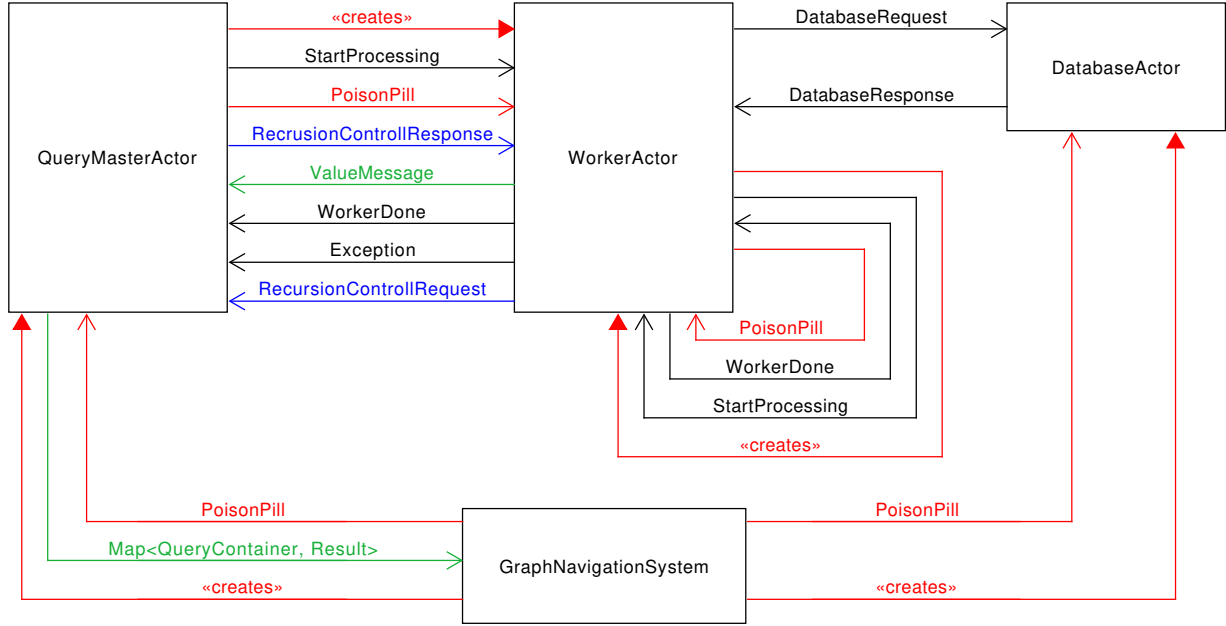 «creates»
DatabaseRequest
StartProcessing
DatabaseActor
PoisonPill
DatabaseResponse
RecrusionControllResponse
QueryMasterActor
WorkerActor
ValueMessage
WorkerDone
Exception
RecursionControllRequest
PoisonPill
WorkerDone
StartProcessing
«creates»
PoisonPill
PoisonPill
Map<QueryContainer, Result>
GraphNavigationSystem
«creates»
«creates»